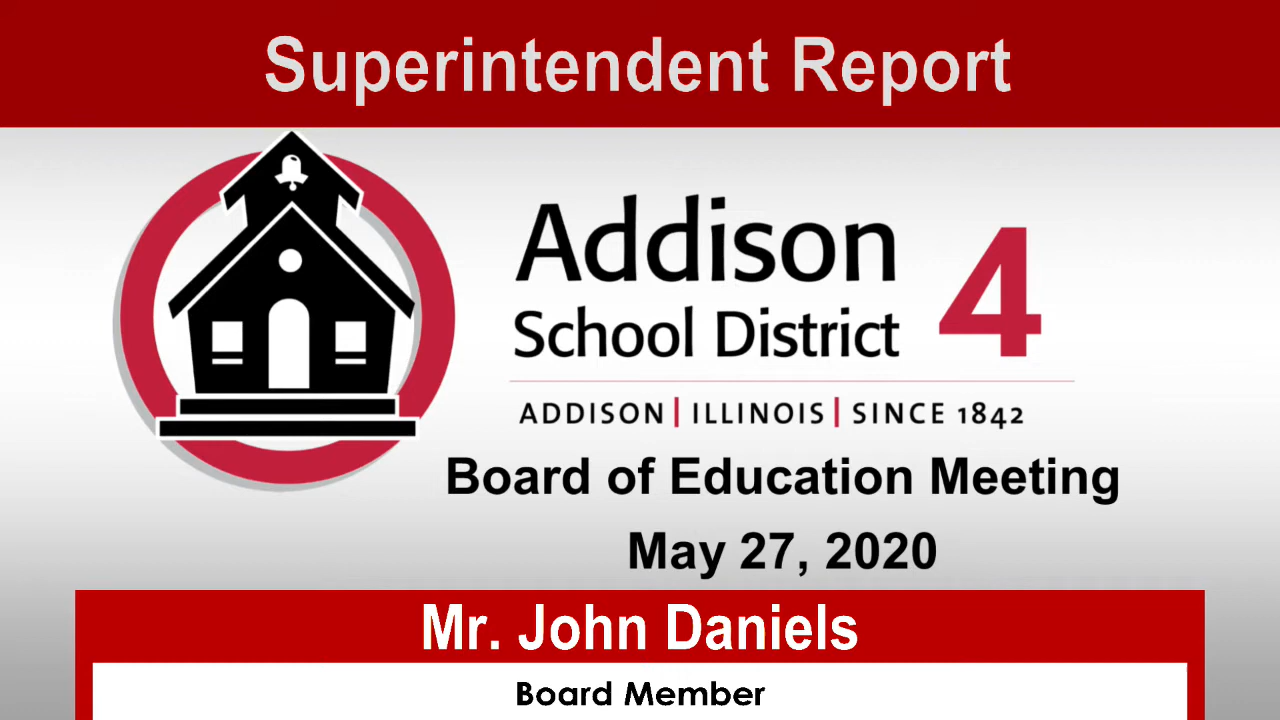 Superintendent Report
Addison
School District 4
ADDISON | ILLINOIS | SINCE 1842
Board of Education Meeting
May 27, 2020
Mr. John Daniels
Board Member